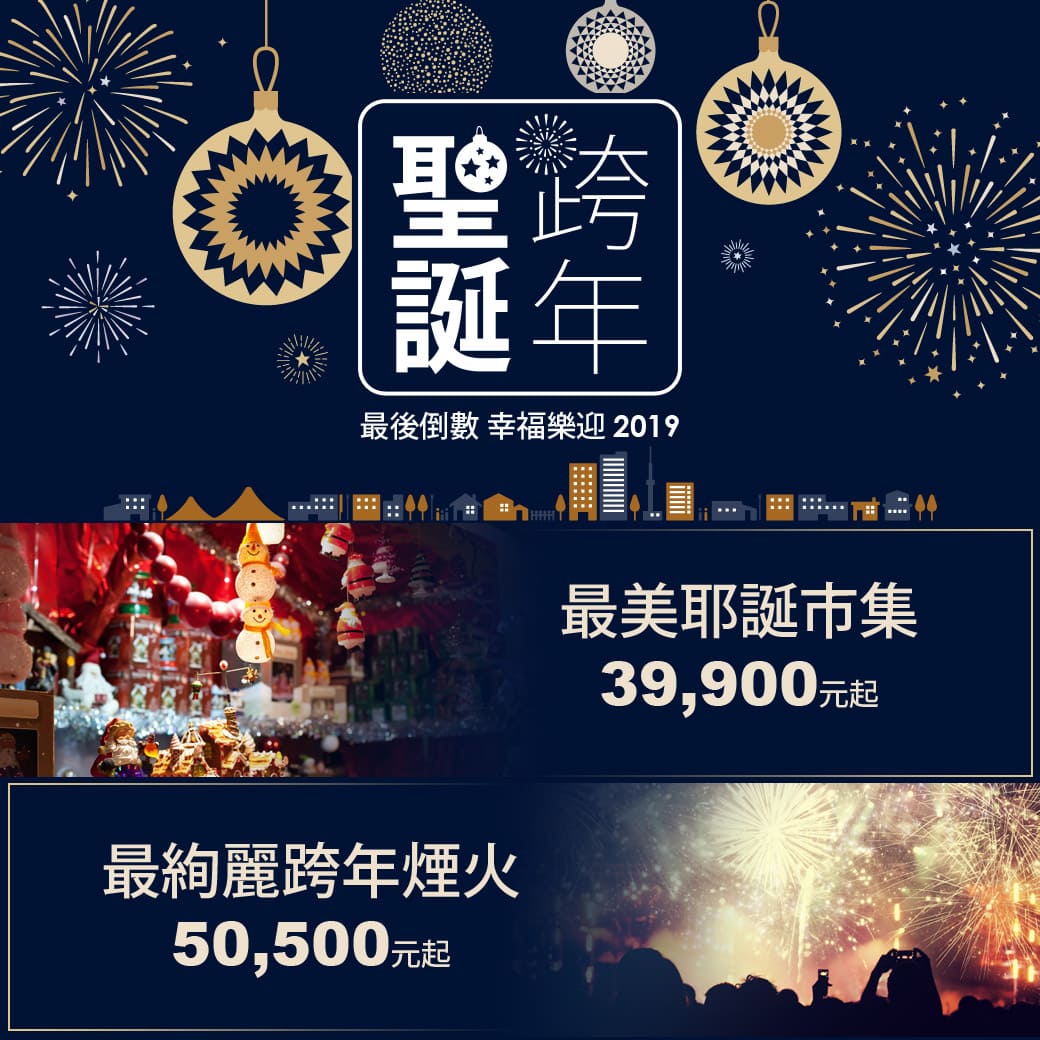 聖誕
跨年
最後倒數 幸福樂迎 2019
最美耶誕市集
39,900元起
最絢麗跨年煙火
50,500元起